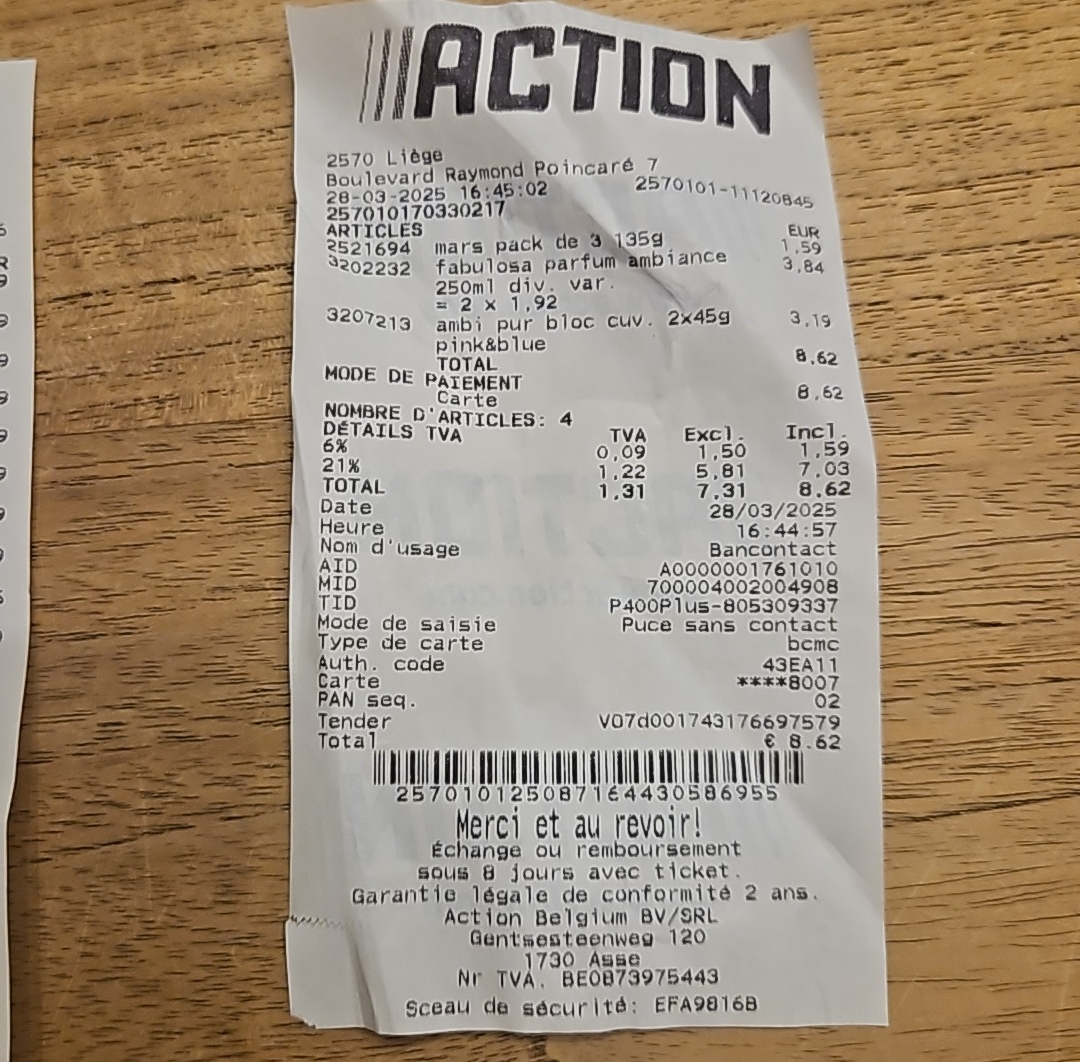 ACTION
2570 Liège
Boulevard Raymond Poincaré 7
28-03-2025 16:45:02 2570101-11120845
257010170330217
ARTICLES EUR
2521694 mars pack de 3 135g 1,59
3202232 fabulosa parfum ambiance 3,84
250ml div. var.
= 2 x 1,92
3207213 ambi pur bloc cuv. 2x45g 3,19
pink&blue
TOTAL 8,62
MODE DE PAIEMENT
Carte 8,62
NOMBRE D'ARTICLES: 4
DÉTAILS TVA TVA Excl. Incl.
6% 0,09 1,50 1,59
21% 1,22 5,81 7,03
TOTAL 1,31 7,31 8,62
Date 28/03/2025
Heure 16:44:57
Nom d'usage Bancontact
AID A0000001761010
MID 700004002004908
TID P400Plus-805309337
Mode de saisie Puce sans contact
Type de carte bcmc
Auth. code 43EA11
Carte ****8007
PAN seq. 02
Tender V07d001743176697579
Total € 8.62
Merci et au revoir!
Échange ou remboursement
sous 8 jours avec ticket.
Garantie légale de conformité 2 ans.
Action Belgium BV/SRL
Gentsesteenweg 120
1730 Asse
Nr TVA. BE0873975443
Sceau de sécurité: EFA9816B